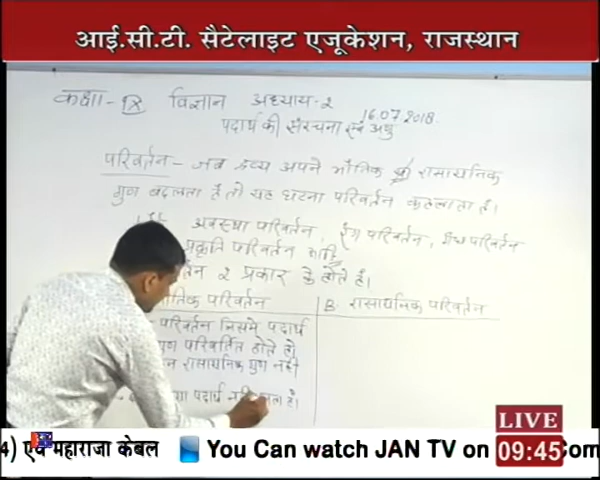 आई.सी.टी. सैटेलाइट एजूकेशन, राजस्थान
कक्षा - IX विज्ञान अध्याय-2
16.07.2018
पदार्थ की संरचना एवं अणु
परिवर्तन - जब द्रव्य अपने भौतिक रासायनिक
गुण बदलता है तो यह घटना परिवर्तन कहलाता है।
अवस्था परिवर्तन, रंग परिवर्तन, परिवर्तन
प्रकृति परिवर्तन आदि
2 प्रकार के होते है।
परिवर्तन B. रासायनिक परिवर्तन
परिवर्तन जिसमे पदार्थ
परिवर्तित होते हो
रासायनिक गुण नही
पदार्थ है।
LIVE
4) एवं महाराजा केबल You Can watch JAN TV on Com
09:45